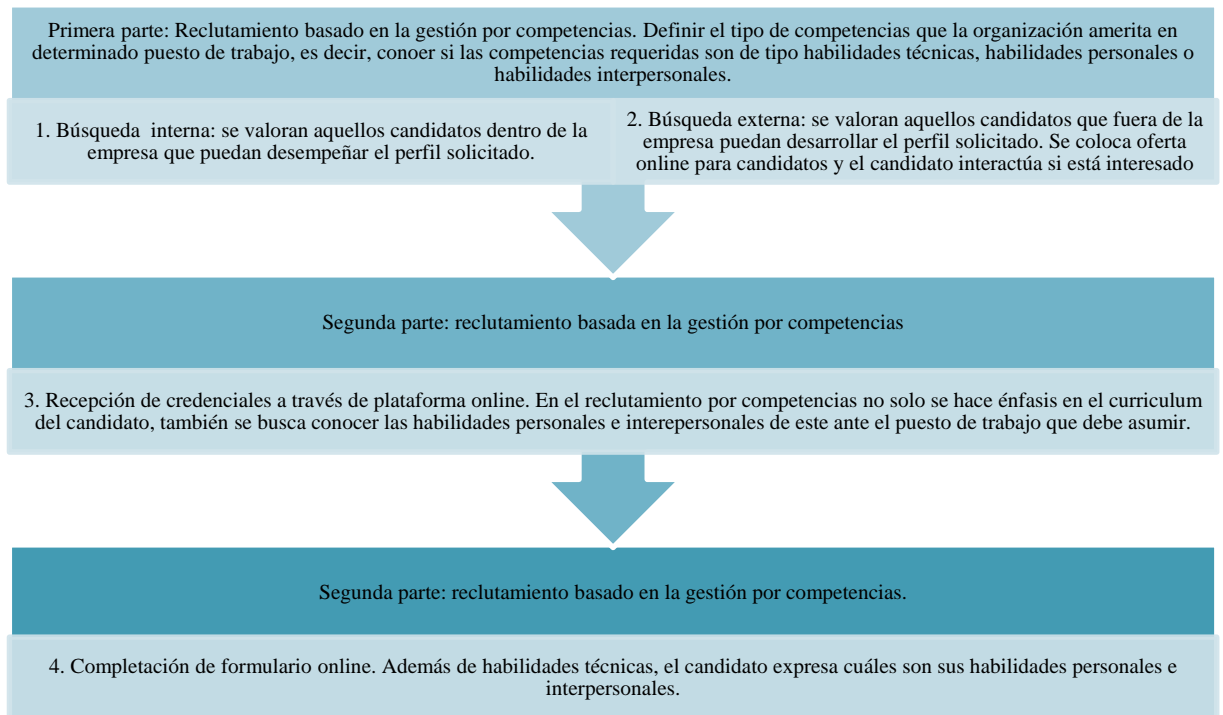 Primera parte: Reclutamiento basado en la gestión por competencias. Definir el tipo de competencias que la organización amerita en
determinado puesto de trabajo, es decir, conoer si las competencias requeridas son de tipo habilidades técnicas, habilidades personales o
habilidades interpersonales.
1. Búsqueda interna: se valoran aquellos candidatos dentro de la
empresa que puedan desempeñar el perfil solicitado.
2. Búsqueda externa: se valoran aquellos candidatos que fuera de la
empresa puedan desarrollar el perfil solicitado. Se coloca oferta
online para candidatos y el candidato interactúa si está interesado
Segunda parte: reclutamiento basada en la gestión por competencias
3. Recepción de credenciales a través de plataforma online. En el reclutamiento por competencias no solo se hace énfasis en el curriculum
del candidato, también se busca conocer las habilidades personales e interepersonales de este ante el puesto de trabajo que debe asumir.
Segunda parte: reclutamiento basado en la gestión por competencias.
4. Completación de formulario online. Además de habilidades técnicas, el candidato expresa cuáles son sus habilidades personales e
interpersonales.